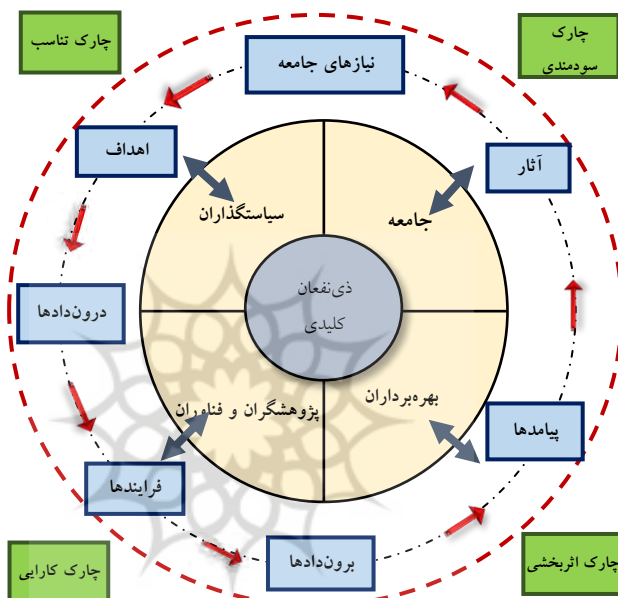 چارک
سودمندی
چارک تناسب
نیازهای جامعه
اهداف
آثار
سیاستگذاران
جامعه
ذی‌نفعان
کلیدی
درون‌دادها
بهره‌برداران
پژوهشگران و فناوران
پیامدها
فرایندها
برون‌دادها
چارک اثربخشی
چارک کارایی